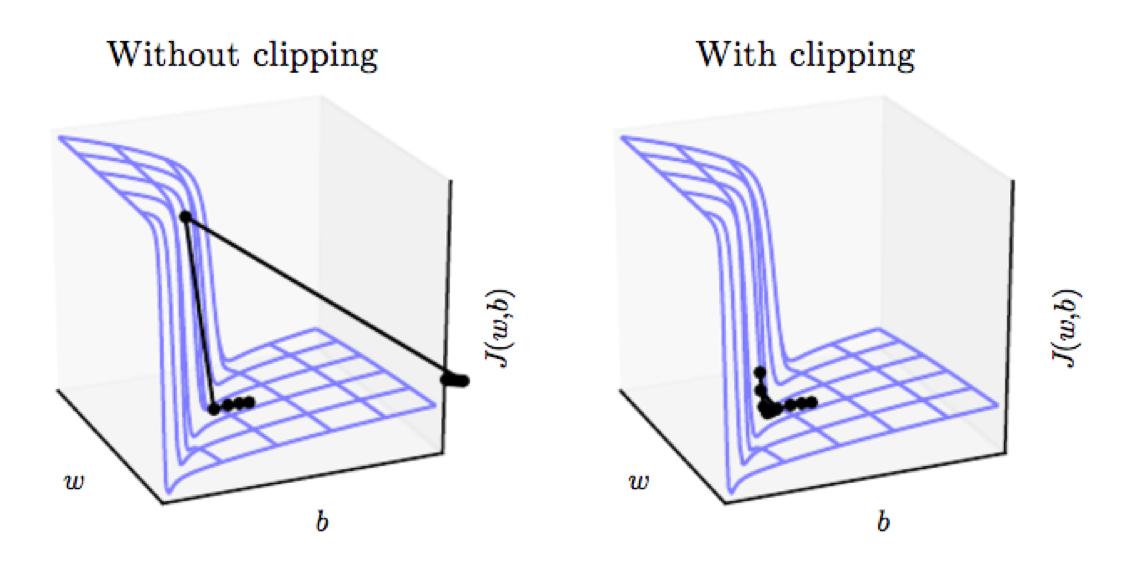 Without clipping
With clipping
J(w,b)
J(w,b)
w
w
b
b